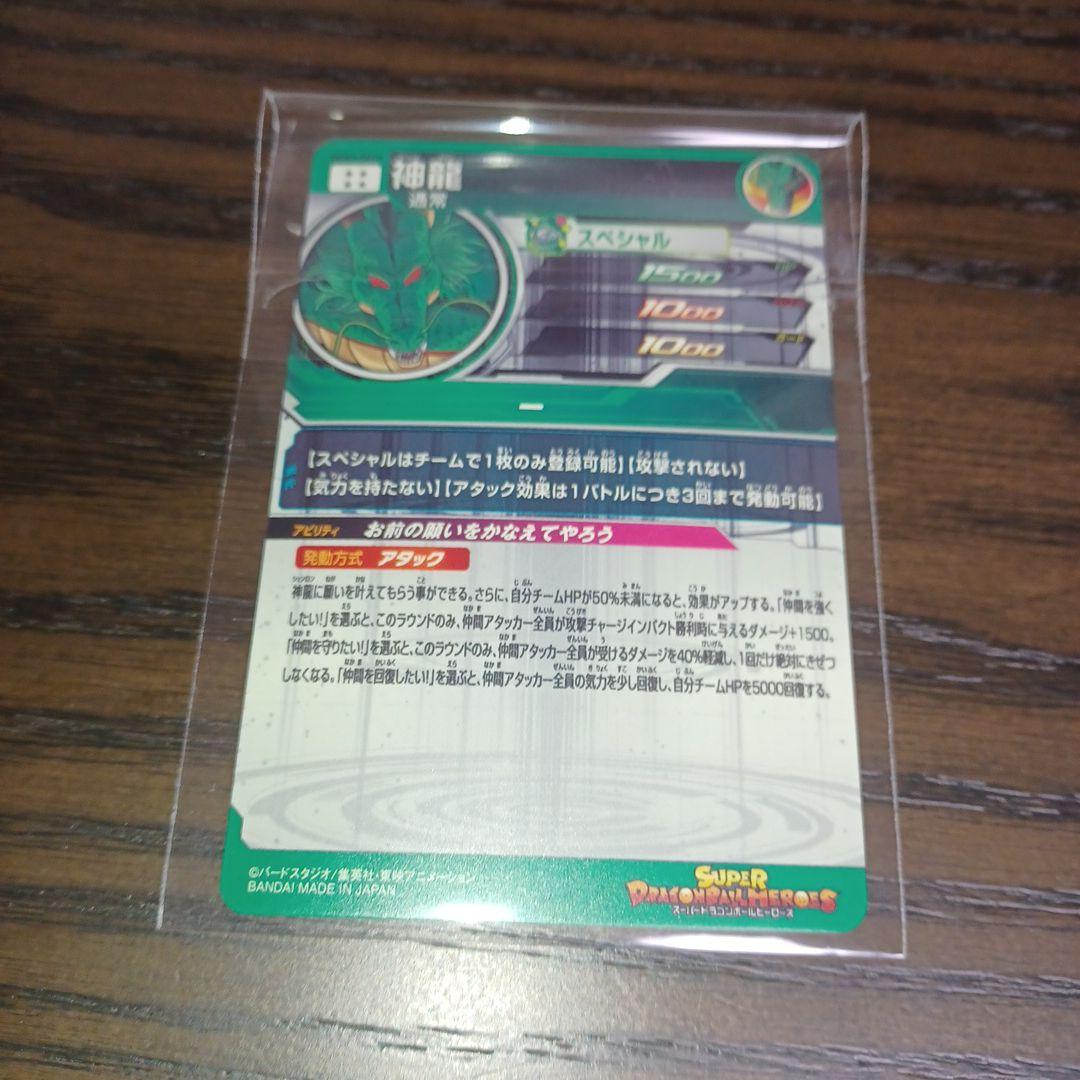 神龍
通常
スペシャル
1500
1000
1000
ー
【スペシャルはチームで1枚のみ登録可能】【攻撃されない】
【気力を持たない】【アタック効果は1バトルにつき3回まで発動可能】
アビリティ お前の願いをかなえてやろう
発動方式 アタック
神龍に願いを叶えてもらう事ができる。さらに、自分チームHPが50%未満になると、効果がアップする。「仲間を強く
したい!」を選ぶと、このラウンドのみ、仲間アタッカー全員が攻撃チャージインパクト勝利時に与えるダメージ+1500。
「仲間を守りたい!」を選ぶと、このラウンドのみ、仲間アタッカー全員が受けるダメージを40%軽減し、1回だけ絶対にきぜつ
しなくなる。「仲間を回復したい!」を選ぶと、仲間アタッカー全員の気力を少し回復し、自分チームHPを5000回復する。
©バードスタジオ/集英社・東映アニメーション
BANDAI MADE IN JAPAN
SUPER
DRAGONBALL HEROES
スーパードラゴンボールヒーローズ